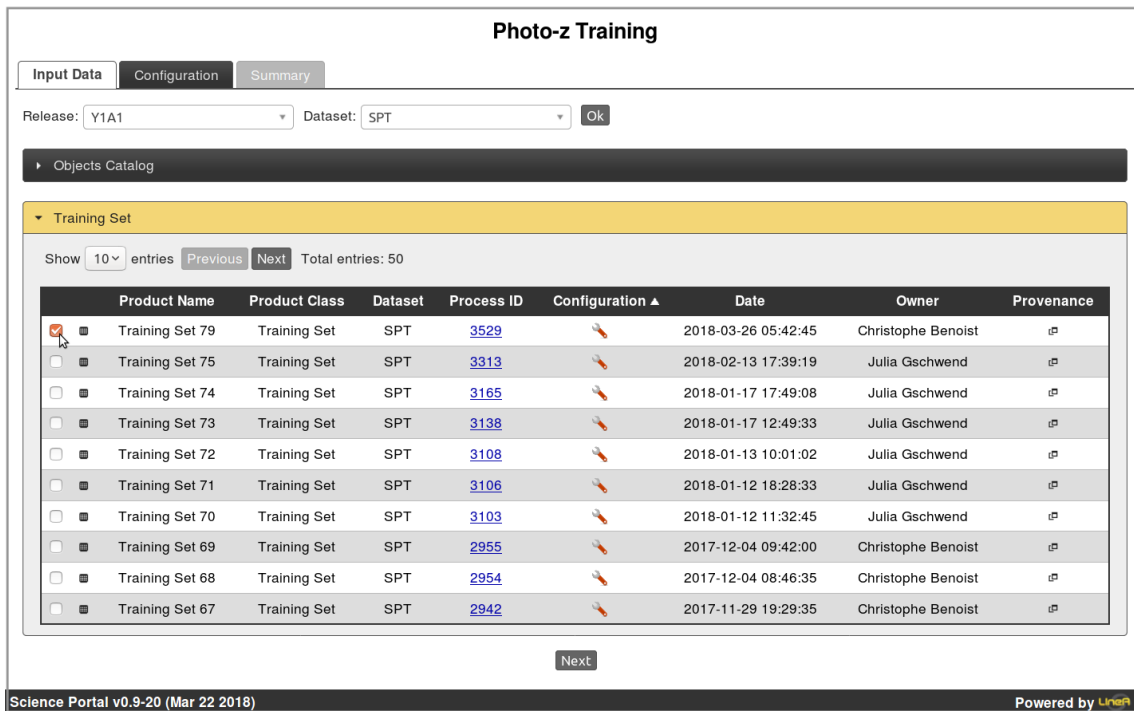 Photo-z Training
Input Data Configuration Summary
Release: Y1A1 Dataset: SPT Ok
Objects Catalog
Training Set
Show 10 entries Previous Next Total entries: 50
Product Name Product Class Dataset Process ID Configuration ▲ Date Owner Provenance
Training Set 79 Training Set SPT 3529 2018-03-26 05:42:45 Christophe Benoist
Training Set 75 Training Set SPT 3313 2018-02-13 17:39:19 Julia Gschwend
Training Set 74 Training Set SPT 3165 2018-01-17 17:49:08 Julia Gschwend
Training Set 73 Training Set SPT 3138 2018-01-17 12:49:33 Julia Gschwend
Training Set 72 Training Set SPT 3108 2018-01-13 10:01:02 Julia Gschwend
Training Set 71 Training Set SPT 3106 2018-01-12 18:28:33 Julia Gschwend
Training Set 70 Training Set SPT 3103 2018-01-12 11:32:45 Julia Gschwend
Training Set 69 Training Set SPT 2955 2017-12-04 09:42:00 Christophe Benoist
Training Set 68 Training Set SPT 2954 2017-12-04 08:46:35 Christophe Benoist
Training Set 67 Training Set SPT 2942 2017-11-29 19:29:35 Christophe Benoist
Next
Science Portal v0.9-20 (Mar 22 2018) Powered by LIneA